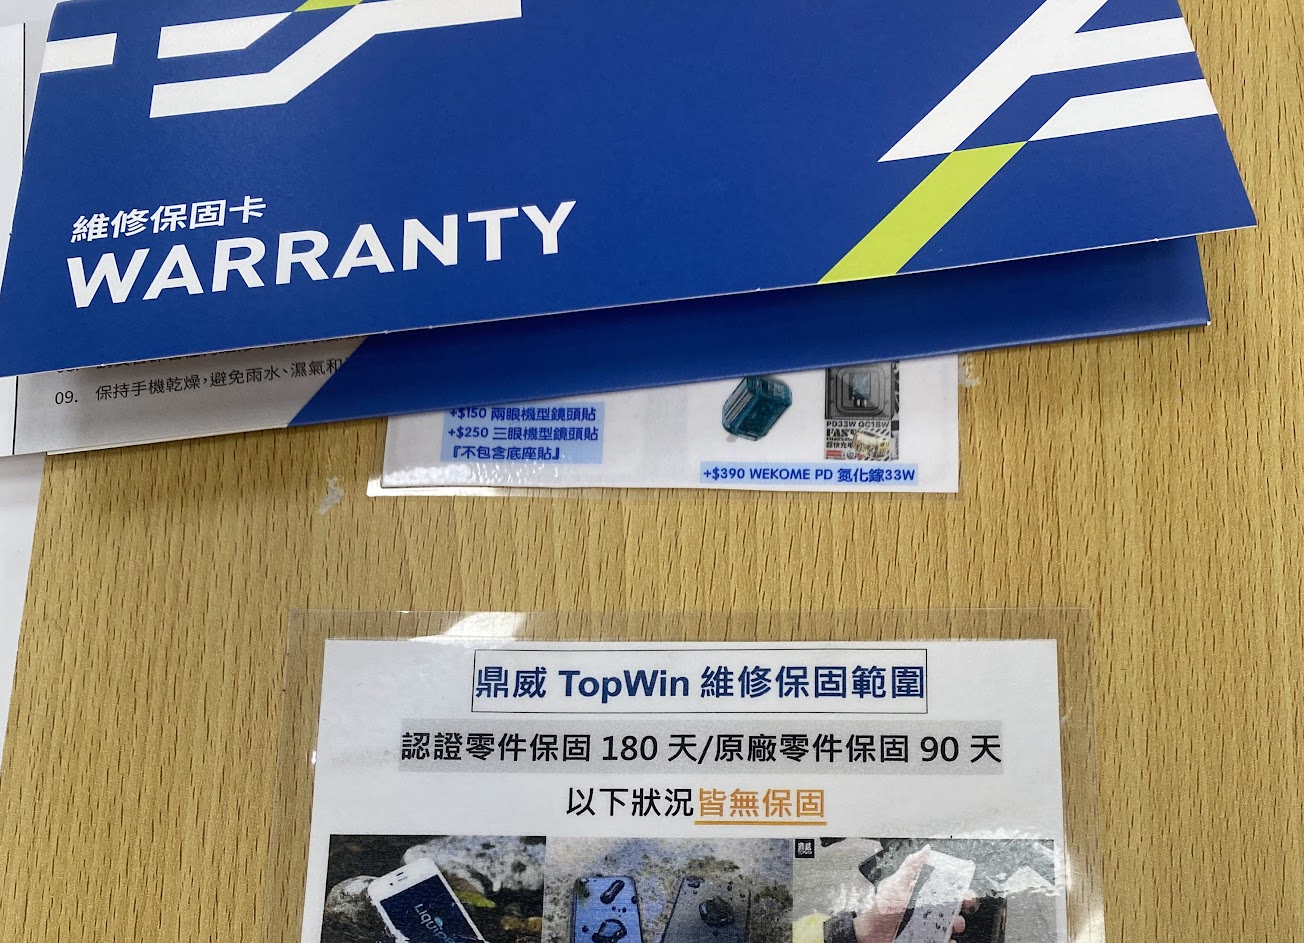 維修保固卡
WARRANTY
09. 保持手機乾燥，避免雨水、濕氣和
+$150 兩眼機型鏡頭貼
+$250 三眼機型鏡頭貼
『不包含底座貼』
PD33W QC18W
+$390 WEKOME PD 氮化鎵33W
鼎威 TopWin 維修保固範圍
認證零件保固 180 天/原廠零件保固 90 天
以下狀況皆無保固